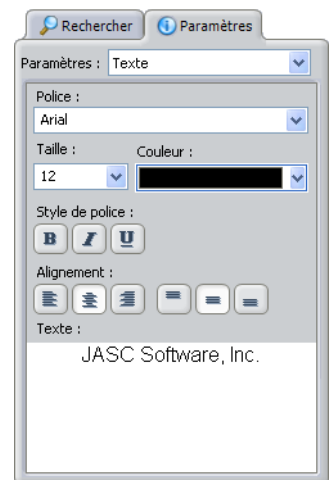 Rechercher Paramètres
Paramètres : Texte
Police :
Arial
Taille : Couleur :
12
Style de police :
B I U
Alignement :
Texte :
JASC Software, Inc.